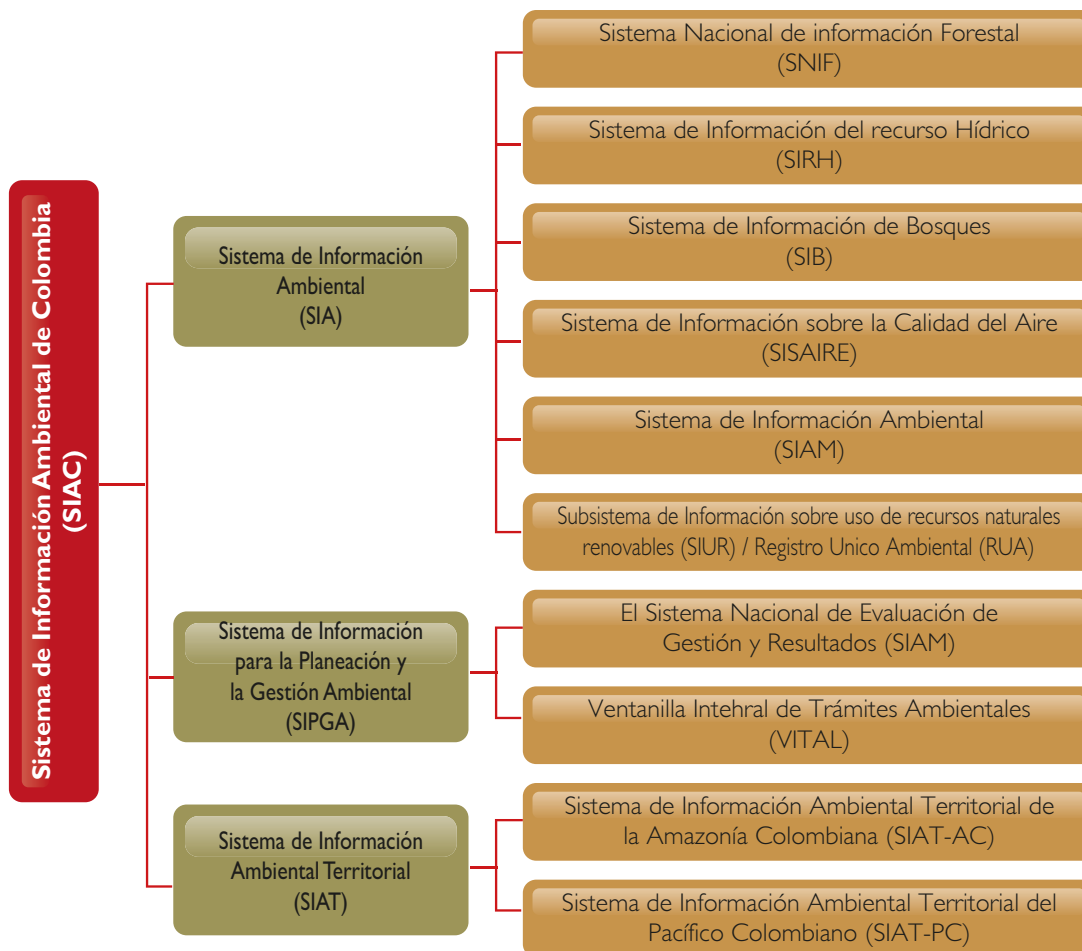 Sistema de Información Ambiental de Colombia
(SIAC)
Sistema de Información
Ambiental
(SIA)
Sistema Nacional de información Forestal
(SNIF)
Sistema de Información del recurso Hídrico
(SIRH)
Sistema de Información de Bosques
(SIB)
Sistema de Información sobre la Calidad del Aire
(SISAIRE)
Sistema de Información Ambiental
(SIAM)
Subsistema de Información sobre uso de recursos naturales
renovables (SIUR) / Registro Unico Ambiental (RUA)
Sistema de Información
para la Planeación y
la Gestión Ambiental
(SIPGA)
El Sistema Nacional de Evaluación de
Gestión y Resultados (SIAM)
Ventanilla Intehral de Trámites Ambientales
(VITAL)
Sistema de Información
Ambiental Territorial
(SIAT)
Sistema de Información Ambiental Territorial de
la Amazonía Colombiana (SIAT-AC)
Sistema de Información Ambiental Territorial del
Pacífico Colombiano (SIAT-PC)